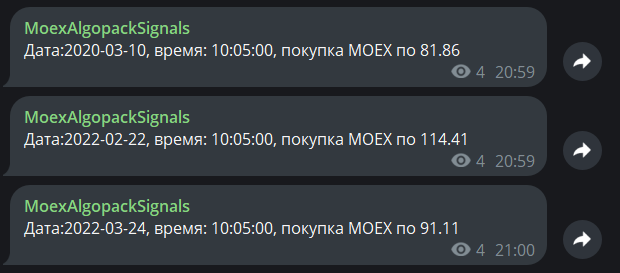 MoexAlgopackSignals
Дата:2020-03-10, время: 10:05:00, покупка MOEX по 81.86
4 20:59
MoexAlgopackSignals
Дата:2022-02-22, время: 10:05:00, покупка MOEX по 114.41
4 20:59
MoexAlgopackSignals
Дата:2022-03-24, время: 10:05:00, покупка MOEX по 91.11
4 21:00